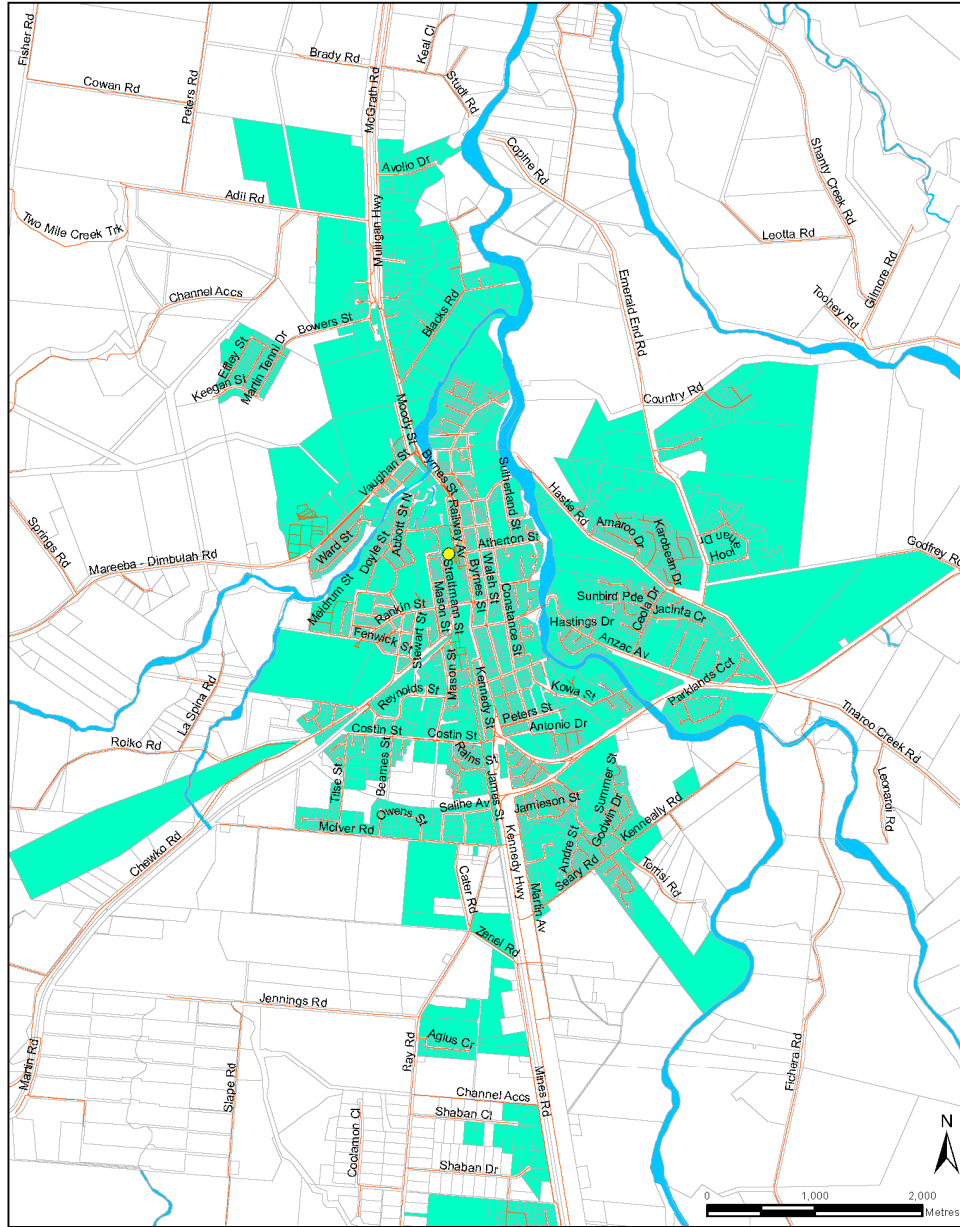 Fisher Rd
Cowan Rd
Peters Rd
Brady Rd
McGrath Rd
Keal Cl
Studt Rd
Copine Rd
Shanty Creek Rd
Avolio Dr
Adil Rd
Two Mile Creek Trk
Mulligan Hwy
Leotta Rd
Gilmore Rd
Toohey Rd
Channel Accs
Bowers St
Blacks Rd
Emerald End Rd
Effley St
Martin Tenni Dr
Keegan St
Country Rd
Moody St
Vaughan St
Byrnes St
Railway Av
Sutherland St
Hastie Rd
Amaroo Dr
Karobean Dr
Hoolahan Dr
Godfrey Rd
Springs Rd
Mareeba - Dimbulah Rd
Ward St
Doyle St
Abbott St N
Atherton St
Walsh St
Byrnes St
Constance St
Strattmann St
Mason St
Meldrum St
Rankin St
Fenwick St
Stewart St
Sunbird Pde
Ceola Dr
Jacinta Cr
Hastings Dr
Anzac Av
Parklands Cct
Mason St
Kennedy St
Reynolds St
Kowa St
Peters St
Antonio Dr
La Spina Rd
Roiko Rd
Costin St
Costin St
Rains St
Tilse St
Beames St
James St
Tinaroo Creek Rd
Leonardi Rd
Summer St
Godwin Dr
Kenneally Rd
Salihe Av
Jamieson St
Owens St
McIver Rd
Chewko Rd
Andre St
Seary Rd
Torrisi Rd
Kennedy Hwy
Martin Av
Cater Rd
Zenel Rd
Jennings Rd
Agius Cr
Ray Rd
Martin Rd
Slape Rd
Mines Rd
Fichera Rd
Channel Accs
Shaban Cl
Coolamon Cl
Shaban Dr
N
0 1,000 2,000
Metres